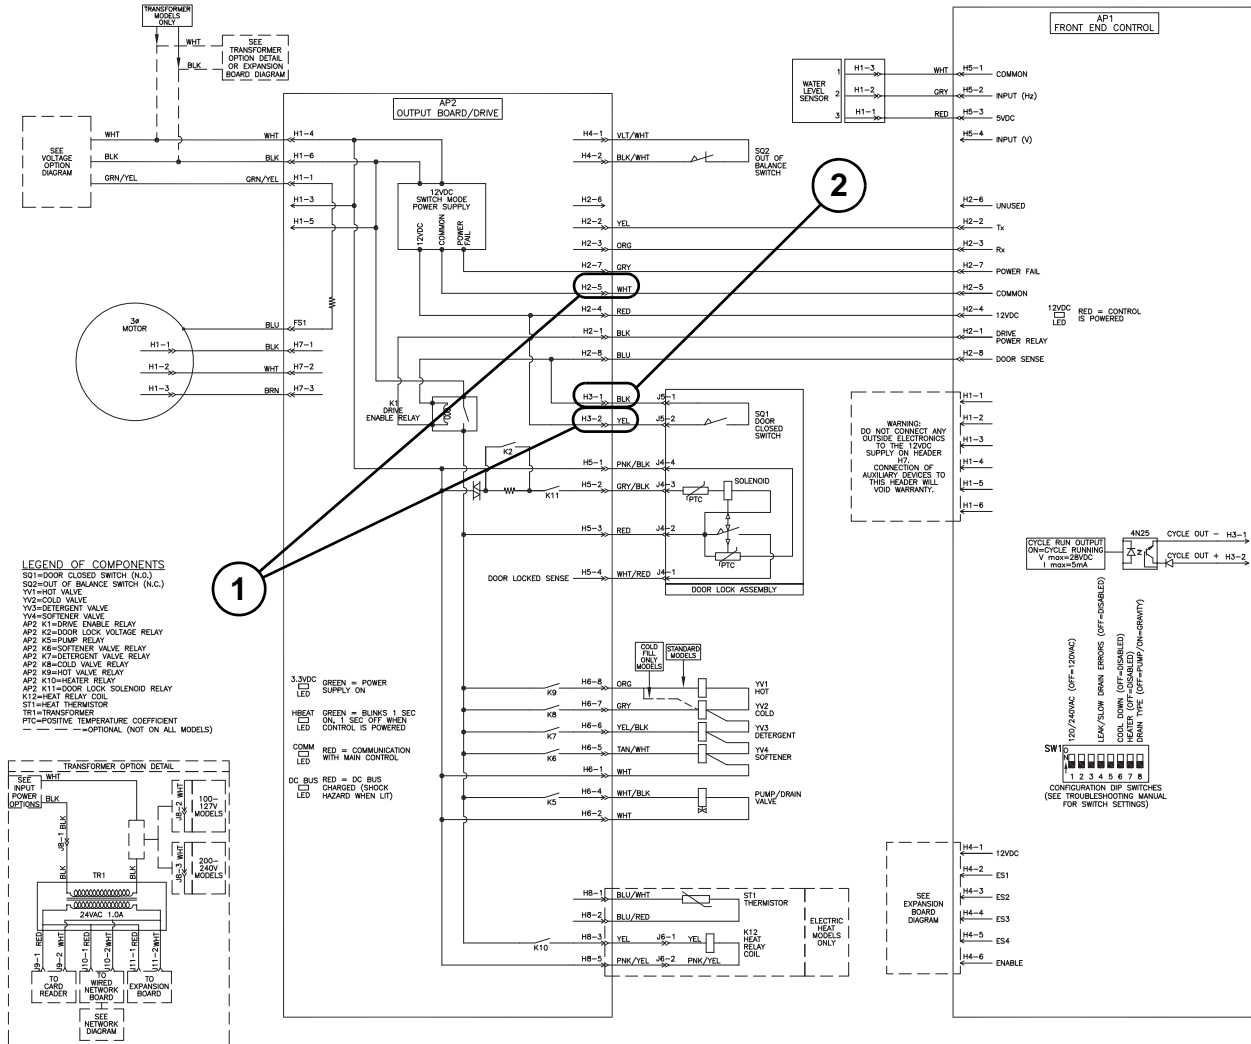 TRANSFORMER
MODELS
ONLY
WHT
BLK
SEE
TRANSFORMER
OPTION DETAIL
OR EXPANSION
BOARD DIAGRAM
SEE
VOLTAGE
OPTION
DIAGRAM
WHT
BLK
GRN/YEL
WHT
BLK
GRN/YEL
H1-4
H1-6
H1-1
H1-3
H1-5
AP2
OUTPUT BOARD/DRIVE
12VDC
SWITCH MODE
POWER SUPPLY
12VDC
COMMON
POWER
FAIL
3ø
MOTOR
H1-1
H1-2
H1-3
BLU
BLK
WHT
BRN
FS1
H7-1
H7-2
H7-3
K1
DRIVE
ENABLE RELAY
K2
K11
H4-1 VLT/WHT
H4-2 BLK/WHT
SQ2
OUT OF
BALANCE
SWITCH
2
H2-6
H2-2 YEL
H2-3 ORG
H2-7 GRY
H2-5 WHT
H2-4 RED
H2-1 BLK
H2-8 BLU
H3-1 BLK J5-1
H3-2 YEL J5-2
SQ1
DOOR
CLOSED
SWITCH
H5-1 PNK/BLK J4-4
H5-2 GRY/BLK J4-3
PTC
SOLENOID
H5-3 RED J4-2
PTC
DOOR LOCKED SENSE H5-4 WHT/RED J4-1
DOOR LOCK ASSEMBLY
1
AP1
FRONT END CONTROL
WATER
LEVEL
SENSOR
1 H1-3 WHT H5-1 COMMON
2 H1-2 GRY H5-2 INPUT (Hz)
3 H1-1 RED H5-3 5VDC
H5-4 INPUT (V)
H2-6 UNUSED
H2-2 Tx
H2-3 Rx
H2-7 POWER FAIL
H2-5 COMMON
H2-4 12VDC
H2-1 DRIVE
POWER RELAY
H2-8 DOOR SENSE
12VDC
LED
RED = CONTROL
IS POWERED
WARNING:
DO NOT CONNECT ANY
OUTSIDE ELECTRONICS
TO THE 12VDC
SUPPLY ON HEADER
H7.
CONNECTION OF
AUXILIARY DEVICES TO
THIS HEADER WILL
VOID WARRANTY.
H1-1
H1-2
H1-3
H1-4
H1-5
H1-6
CYCLE RUN OUTPUT
ON=CYCLE RUNNING
V max=28VDC
I max=5mA
4N25
CYCLE OUT - H3-1
CYCLE OUT + H3-2
LEGEND OF COMPONENTS
SQ1=DOOR CLOSED SWITCH (N.O.)
SQ2=OUT OF BALANCE SWITCH (N.C.)
YV1=HOT VALVE
YV2=COLD VALVE
YV3=DETERGENT VALVE
YV4=SOFTENER VALVE
AP2 K1=DRIVE ENABLE RELAY
AP2 K2=DOOR LOCK VOLTAGE RELAY
AP2 K5=PUMP RELAY
AP2 K6=SOFTENER VALVE RELAY
AP2 K7=DETERGENT VALVE RELAY
AP2 K8=COLD VALVE RELAY
AP2 K9=HOT VALVE RELAY
AP2 K10=HEATER RELAY
AP2 K11=DOOR LOCK SOLENOID RELAY
K12=HEAT RELAY COIL
ST1=HEAT THERMISTOR
TR1=TRANSFORMER
PTC=POSITIVE TEMPERATURE COEFFICIENT
=OPTIONAL (NOT ON ALL MODELS)
3.3VDC
LED
GREEN = POWER
SUPPLY ON
HBEAT
LED
GREEN = BLINKS 1 SEC
ON, 1 SEC OFF WHEN
CONTROL IS POWERED
COMM
LED
RED = COMMUNICATION
WITH MAIN CONTROL
DC BUS
LED
RED = DC BUS
CHARGED (SHOCK
HAZARD WHEN LIT)
COLD
FILL
ONLY
MODELS
STANDARD
MODELS
K9 H6-8 ORG YV1
HOT
K8 H6-7 GRY YV2
COLD
K7 H6-6 YEL/BLK YV3
DETERGENT
K6 H6-5 TAN/WHT YV4
SOFTENER
H6-1 WHT
K5 H6-4 WHT/BLK PUMP/DRAIN
VALVE
H6-2 WHT
H8-1 BLU/WHT ST1
THERMISTOR
H8-2 BLU/RED
K10 H8-3 YEL J6-1 YEL K12
HEAT
RELAY
COIL
H8-5 PNK/YEL J6-2 PNK/YEL
ELECTRIC
HEAT
MODELS
ONLY
120/240VAC (OFF=120VAC)
LEAK/SLOW DRAIN ERRORS (OFF=DISABLED)
COOL DOWN (OFF=DISABLED)
HEATER (OFF=DISABLED)
DRAIN TYPE (OFF=PUMP/ON=GRAVITY)
SW1
O
N
1 2 3 4 5 6 7 8
CONFIGURATION DIP SWITCHES
(SEE TROUBLESHOOTING MANUAL
FOR SWITCH SETTINGS)
SEE
EXPANSION
BOARD
DIAGRAM
H4-1 12VDC
H4-2 ES1
H4-3 ES2
H4-4 ES3
H4-5 ES4
H4-6 ENABLE
TRANSFORMER OPTION DETAIL
SEE
INPUT
POWER
OPTIONS
WHT
BLK
J8-1 BLK
BLK
BLK
J8-2 WHT
100-
127V
MODELS
J8-3 WHT
200-
240V
MODELS
TR1
24VAC 1.0A
J9-1 RED
J9-2 WHT
J10-1 RED
J10-2 WHT
J11-1 RED
J11-2 WHT
TO
CARD
READER
TO
WIRED
NETWORK
BOARD
TO
EXPANSION
BOARD
SEE
NETWORK
DIAGRAM